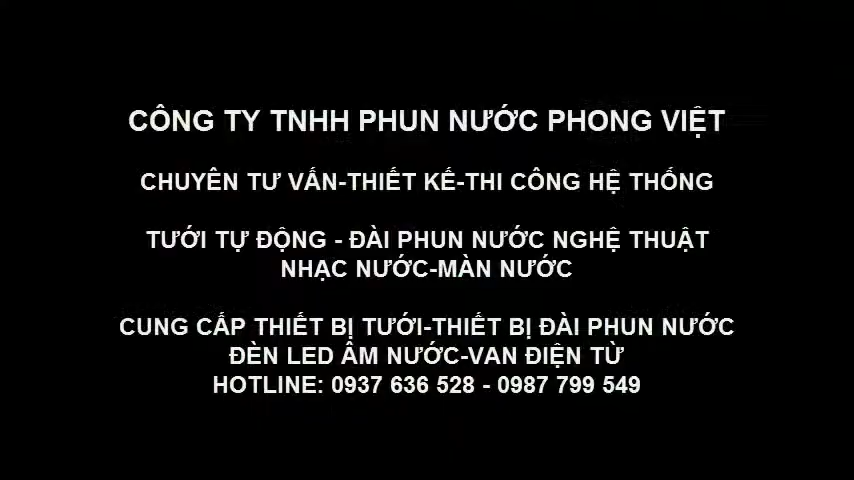 CÔNG TY TNHH PHUN NƯỚC PHONG VIỆT
CHUYÊN TƯ VẤN-THIẾT KẾ-THI CÔNG HỆ THỐNG
TƯỚI TỰ ĐỘNG - ĐÀI PHUN NƯỚC NGHỆ THUẬT
NHẠC NƯỚC-MÀN NƯỚC
CUNG CẤP THIẾT BỊ TƯỚI-THIẾT BỊ ĐÀI PHUN NƯỚC
ĐÈN LED ÂM NƯỚC-VAN ĐIỆN TỪ
HOTLINE: 0937 636 528 - 0987 799 549